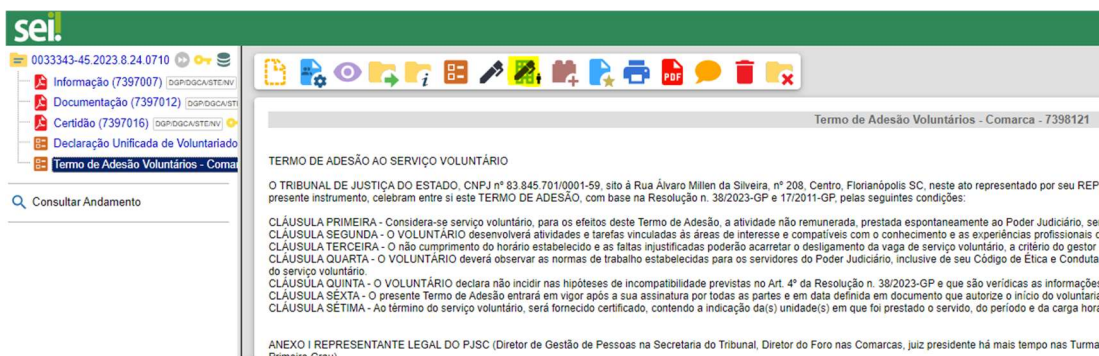 sei!
0033343-45.2023.8.24.0710
Informação (7397007) DGP/DGCA/STE/NV
Documentação (7397012) DGP/DGCA/STE
Certidão (7397016) DGP/DGCA/STE/NV
Declaração Unificada de Voluntariado
Termo de Adesão Voluntários - Comar
Consultar Andamento
PDF
Termo de Adesão Voluntários - Comarca - 7398121
TERMO DE ADESÃO AO SERVIÇO VOLUNTÁRIO
O TRIBUNAL DE JUSTIÇA DO ESTADO, CNPJ nº 83.845.701/0001-59, sito à Rua Álvaro Millen da Silveira, nº 208, Centro, Florianópolis SC, neste ato representado por seu REP
presente instrumento, celebram entre si este TERMO DE ADESÃO, com base na Resolução n. 38/2023-GP e 17/2011-GP, pelas seguintes condições:
CLÁUSULA PRIMEIRA - Considera-se serviço voluntário, para os efeitos deste Termo de Adesão, a atividade não remunerada, prestada espontaneamente ao Poder Judiciário, se
CLÁUSULA SEGUNDA - O VOLUNTÁRIO desenvolverá atividades e tarefas vinculadas às áreas de interesse e compatíveis com o conhecimento e as experiências profissionais
CLÁUSULA TERCEIRA - O não cumprimento do horário estabelecido e as faltas injustificadas poderão acarretar o desligamento da vaga de serviço voluntário, a critério do gestor
CLÁUSULA QUARTA - O VOLUNTÁRIO deverá observar as normas de trabalho estabelecidas para os servidores do Poder Judiciário, inclusive de seu Código de Ética e Conduta
do serviço voluntário.
CLÁUSULA QUINTA - O VOLUNTÁRIO declara não incidir nas hipóteses de incompatibilidade previstas no Art. 4º da Resolução n. 38/2023-GP e que são verídicas as informações
CLÁUSULA SEXTA - O presente Termo de Adesão entrará em vigor após a sua assinatura por todas as partes e em data definida em documento que autorize o início do voluntaria
CLÁUSULA SÉTIMA - Ao término do serviço voluntário, será fornecido certificado, contendo a indicação da(s) unidade(s) em que foi prestado o servido, do período e da carga hora
ANEXO I REPRESENTANTE LEGAL DO PJSC (Diretor de Gestão de Pessoas na Secretaria do Tribunal, Diretor do Foro nas Comarcas, juiz presidente há mais tempo nas Turma
Primeiro Grau)